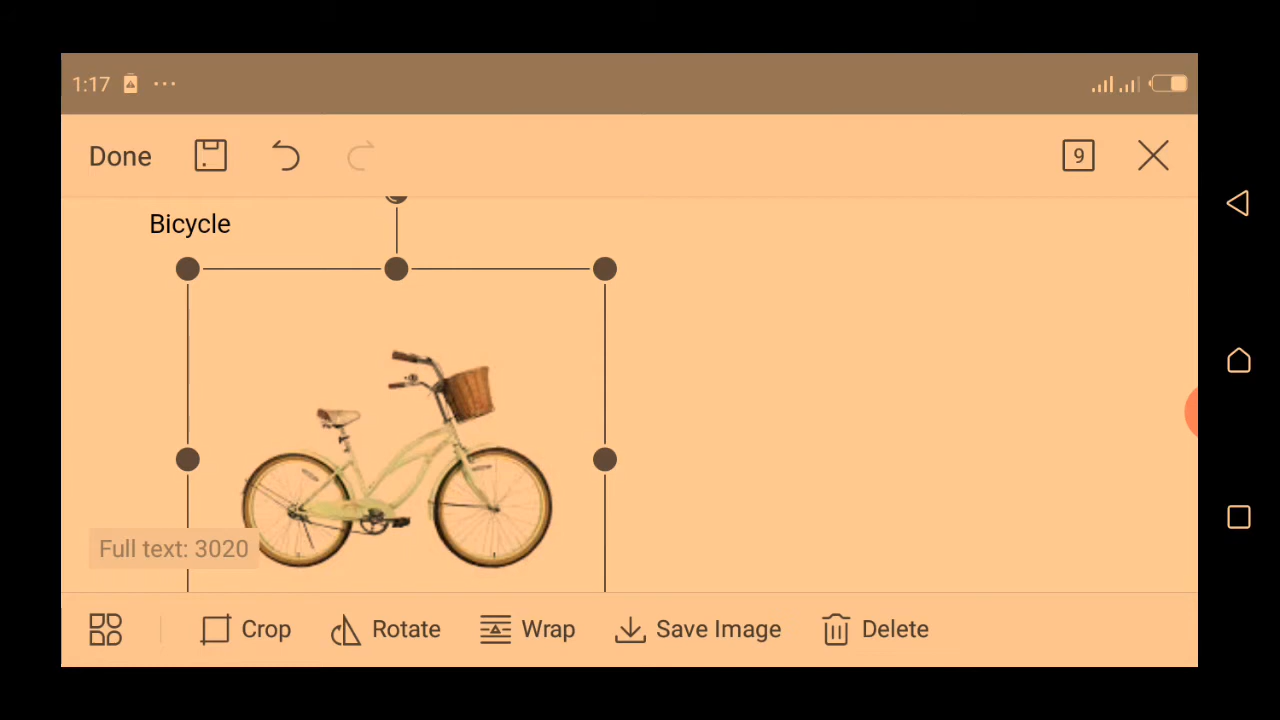 1:17
Done
9
Bicycle
Full text: 3020
Crop Rotate Wrap Save Image Delete